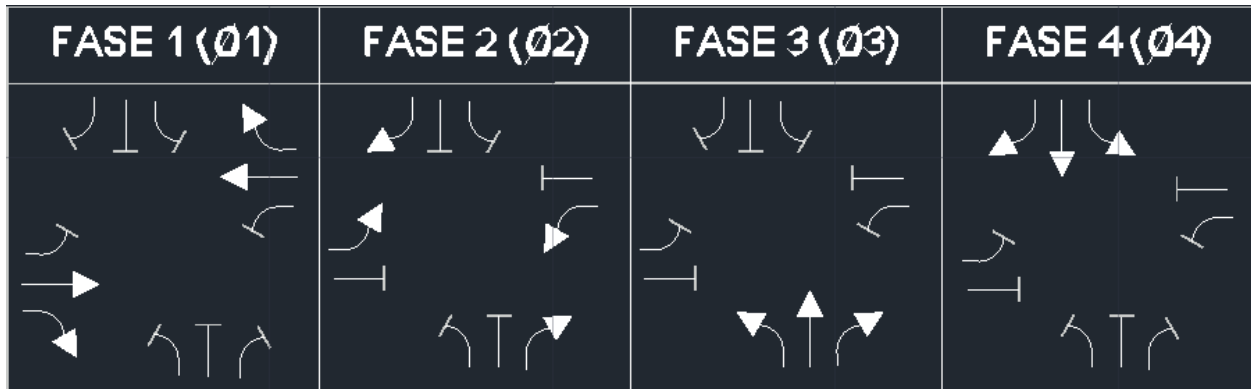 FASE 1 (Ø1)
FASE 2 (Ø2)
FASE 3 (Ø3)
FASE 4 (Ø4)